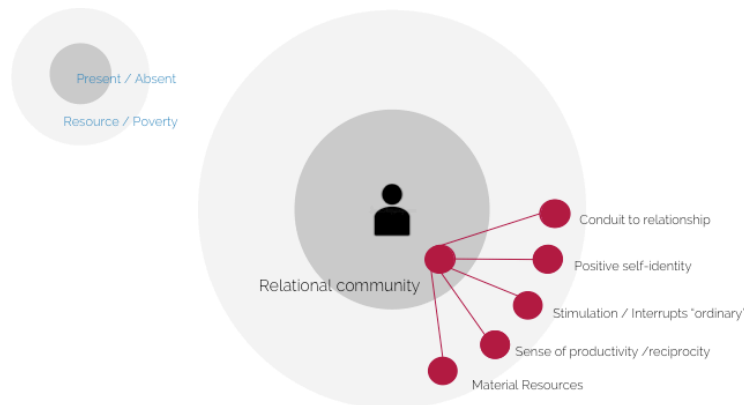 Present / Absent
Resource / Poverty
Conduit to relationship
Positive self-identity
Relational community
Stimulation / Interrupts "ordinary"
Sense of productivity /reciprocity
Material Resources